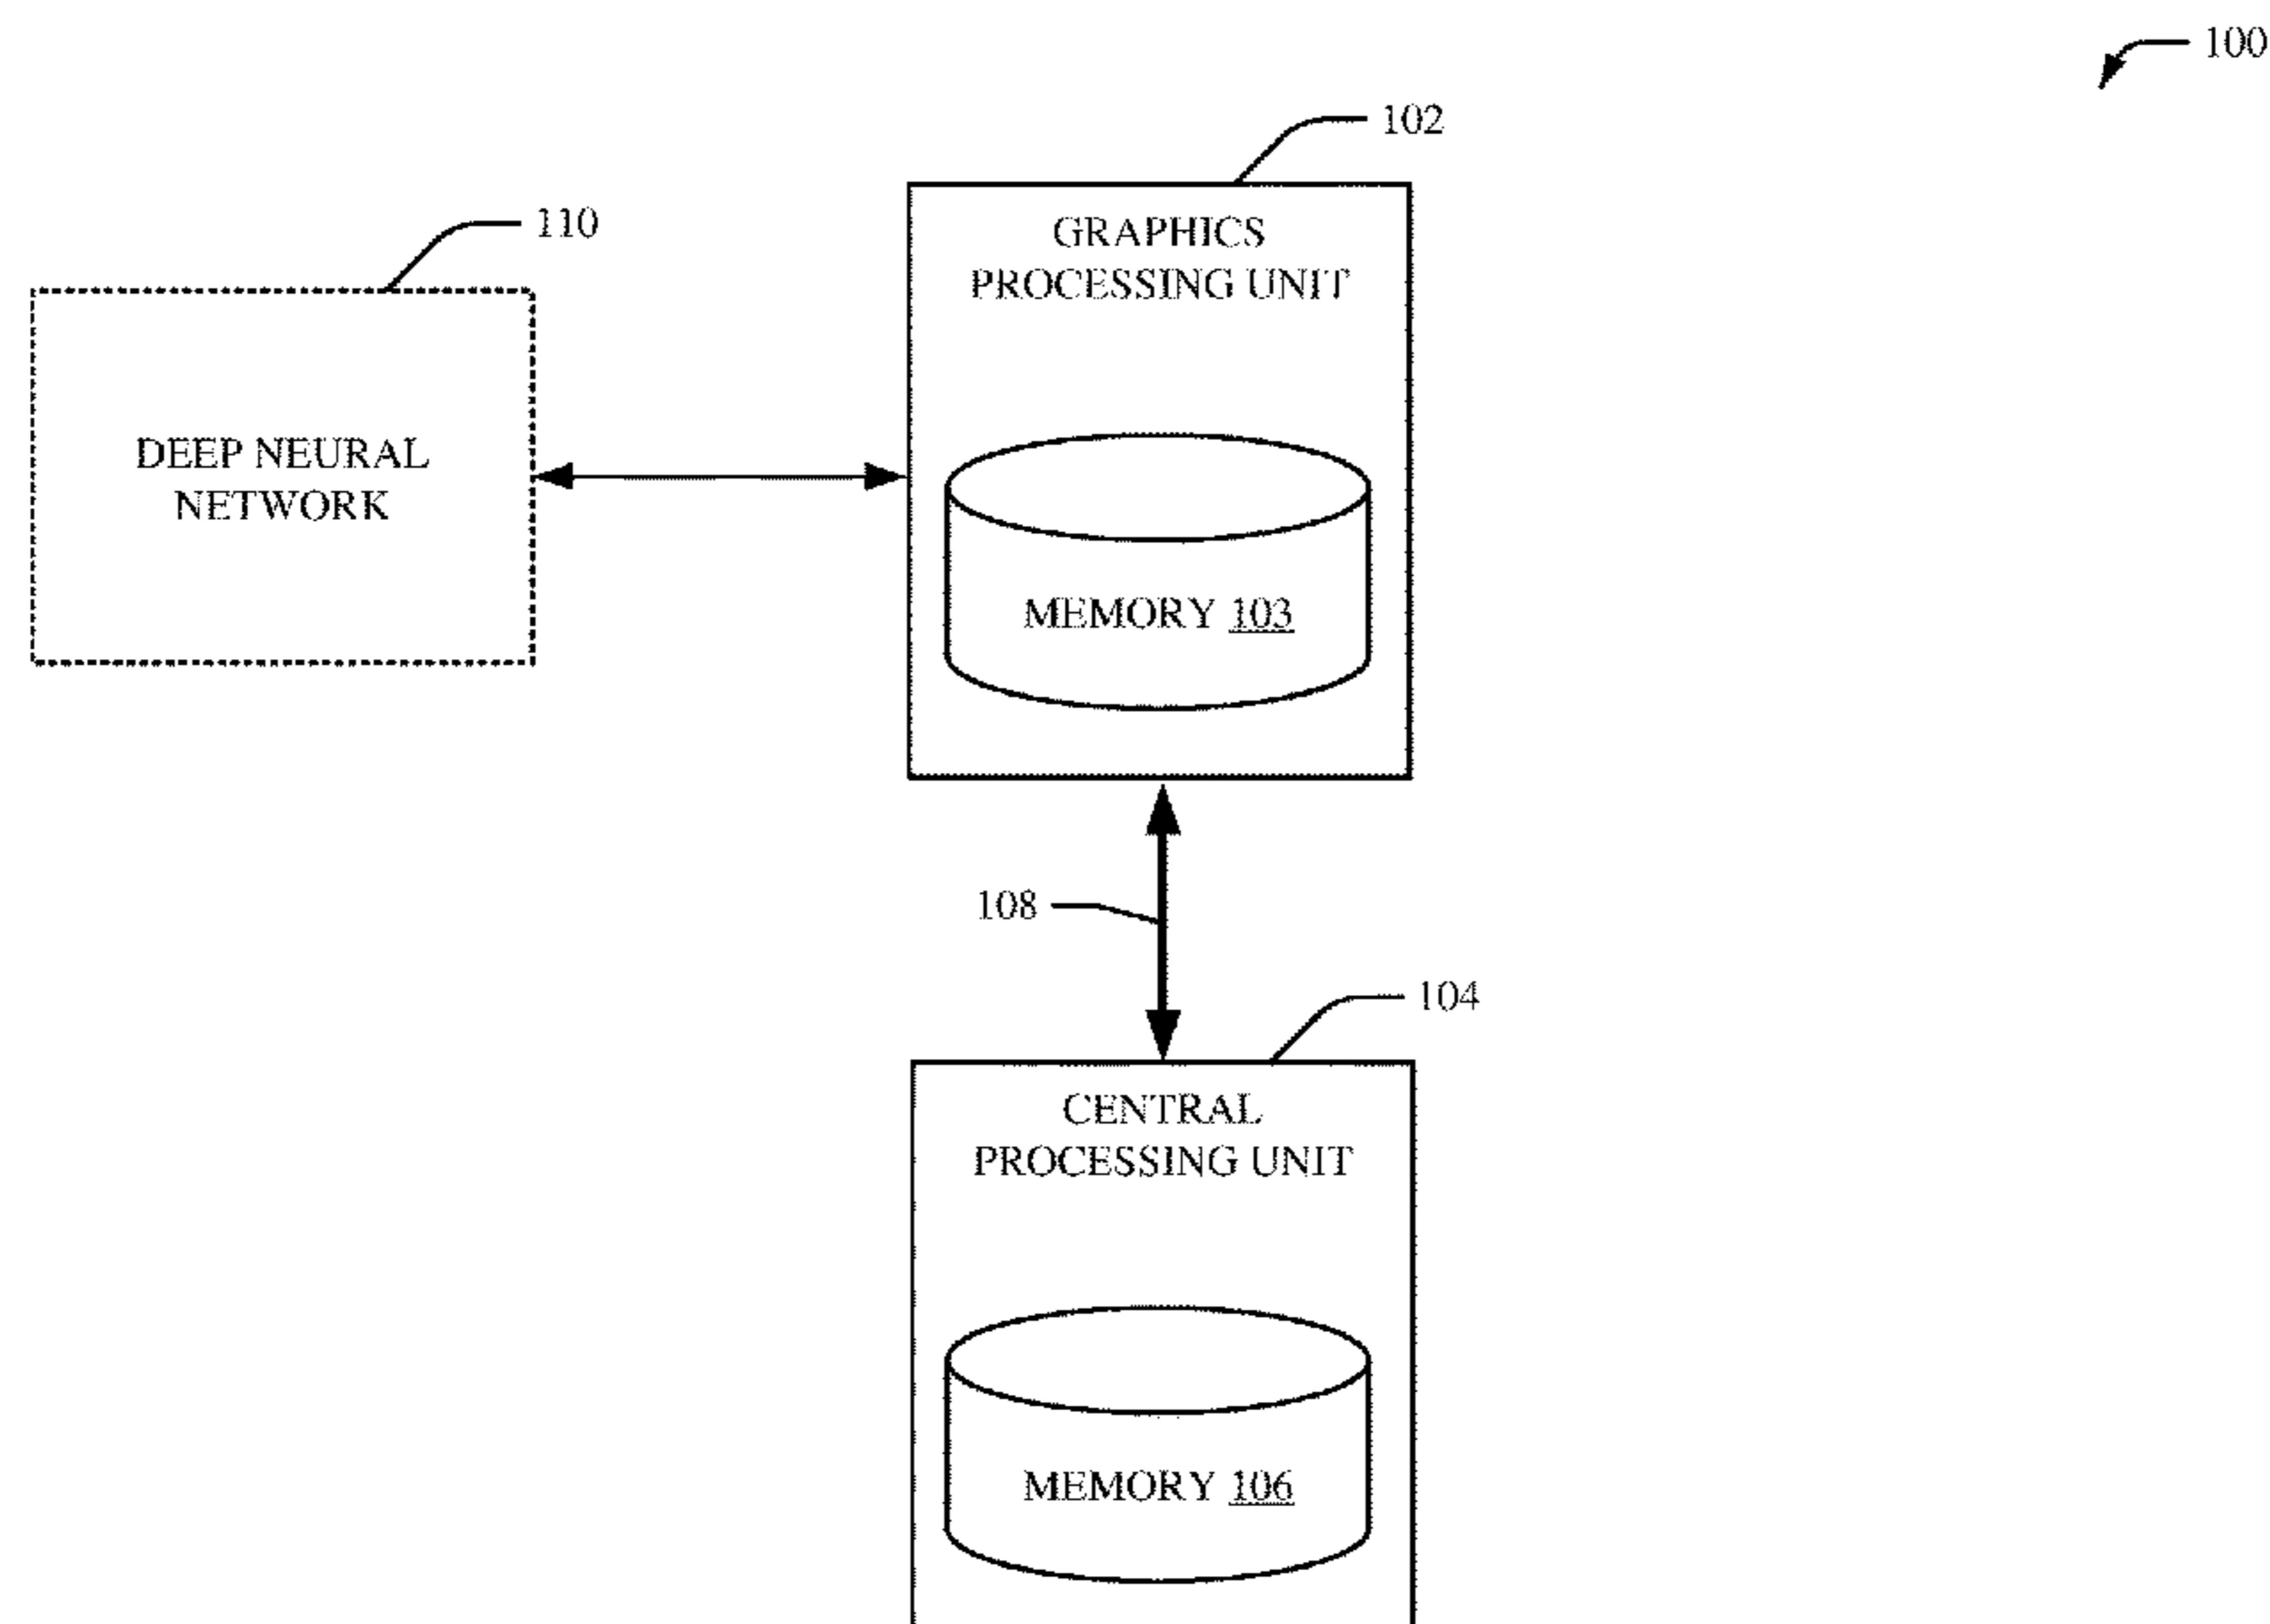 100
102
110
GRAPHICS
PROCESSING UNIT
DEEP NEURAL
NETWORK
MEMORY 103
108
104
CENTRAL
PROCESSING UNIT
MEMORY 106